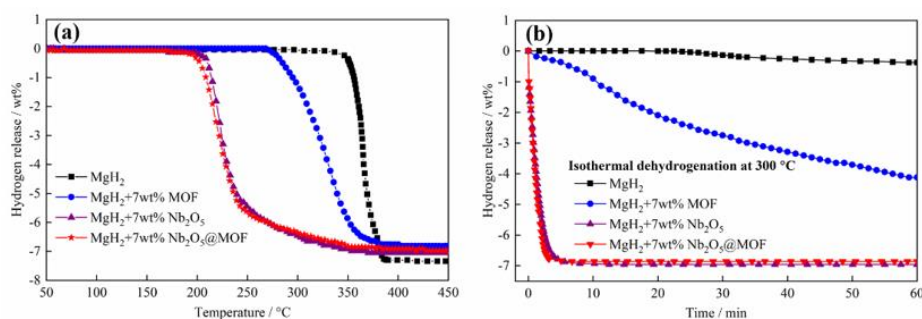 (a)
1
0
-1
-2
-3
-4
-5
-6
-7
-8
Hydrogen release / wt%
MgH2
MgH2+7wt% MOF
MgH2+7wt% Nb2O5
MgH2+7wt% Nb2O5@MOF
50 100 150 200 250 300 350 400 450
Temperature / °C
(b)
1
0
-1
-2
-3
-4
-5
-6
-7
Hydrogen release / wt%
Isothermal dehydrogenation at 300 °C
MgH2
MgH2+7wt% MOF
MgH2+7wt% Nb2O5
MgH2+7wt% Nb2O5@MOF
0 10 20 30 40 50 60
Time / min